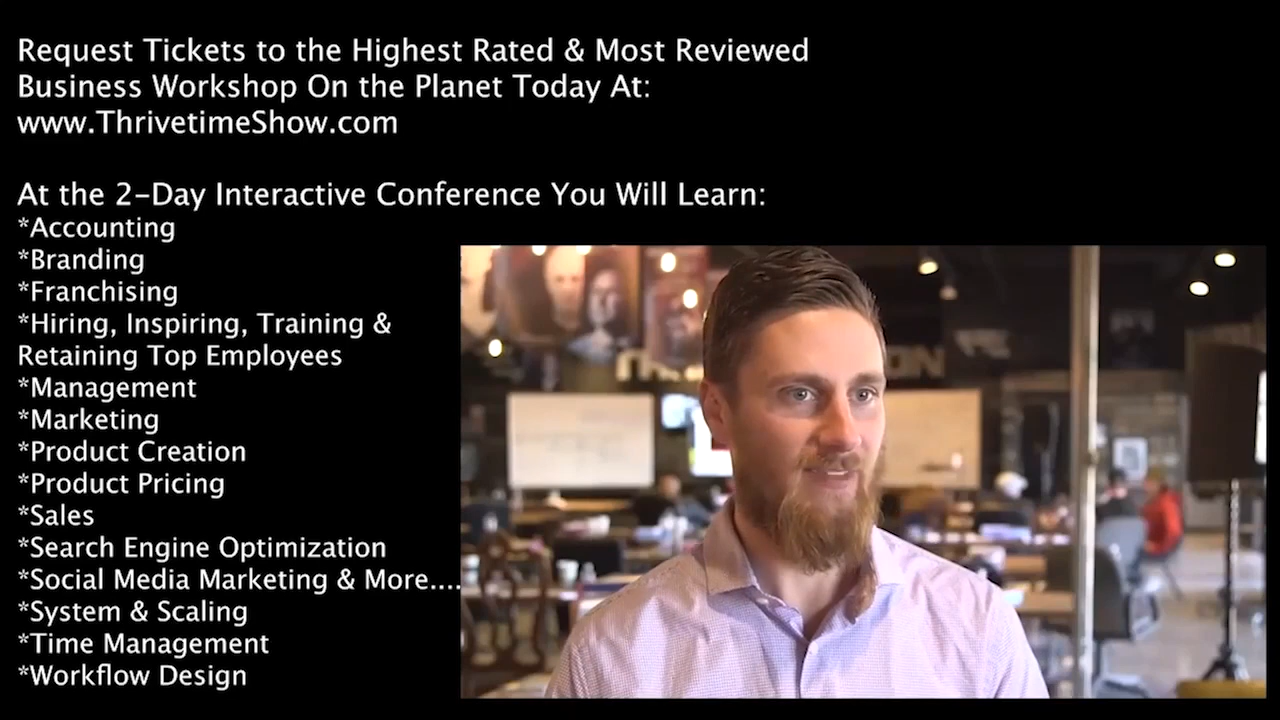 Request Tickets to the Highest Rated & Most Reviewed
Business Workshop On the Planet Today At:
www.ThrivetimeShow.com
At the 2-Day Interactive Conference You Will Learn:
*Accounting
*Branding
*Franchising
*Hiring, Inspiring, Training &
Retaining Top Employees
*Management
*Marketing
*Product Creation
*Product Pricing
*Sales
*Search Engine Optimization
*Social Media Marketing & More....
*System & Scaling
*Time Management
*Workflow Design